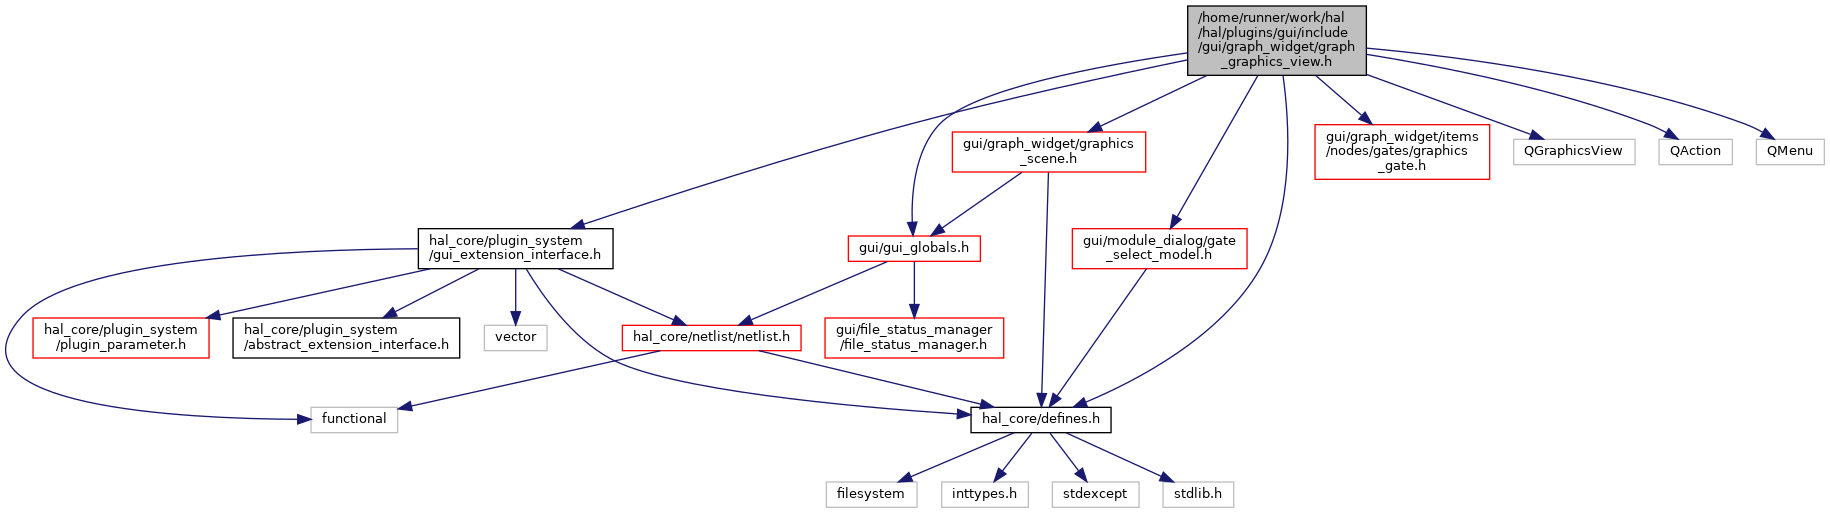 /home/runner/work/hal
/hal/plugins/gui/include
/gui/graph_widget/graph
_graphics_view.h
gui/graph_widget/graphics
_scene.h
gui/graph_widget/items
/nodes/gates/graphics
_gate.h
QGraphicsView
QAction
QMenu
hal_core/plugin_system
/gui_extension_interface.h
gui/gui_globals.h
gui/module_dialog/gate
_select_model.h
hal_core/plugin_system
/plugin_parameter.h
hal_core/plugin_system
/abstract_extension_interface.h
vector
hal_core/netlist/netlist.h
gui/file_status_manager
/file_status_manager.h
functional
hal_core/defines.h
filesystem
inttypes.h
stdexcept
stdlib.h